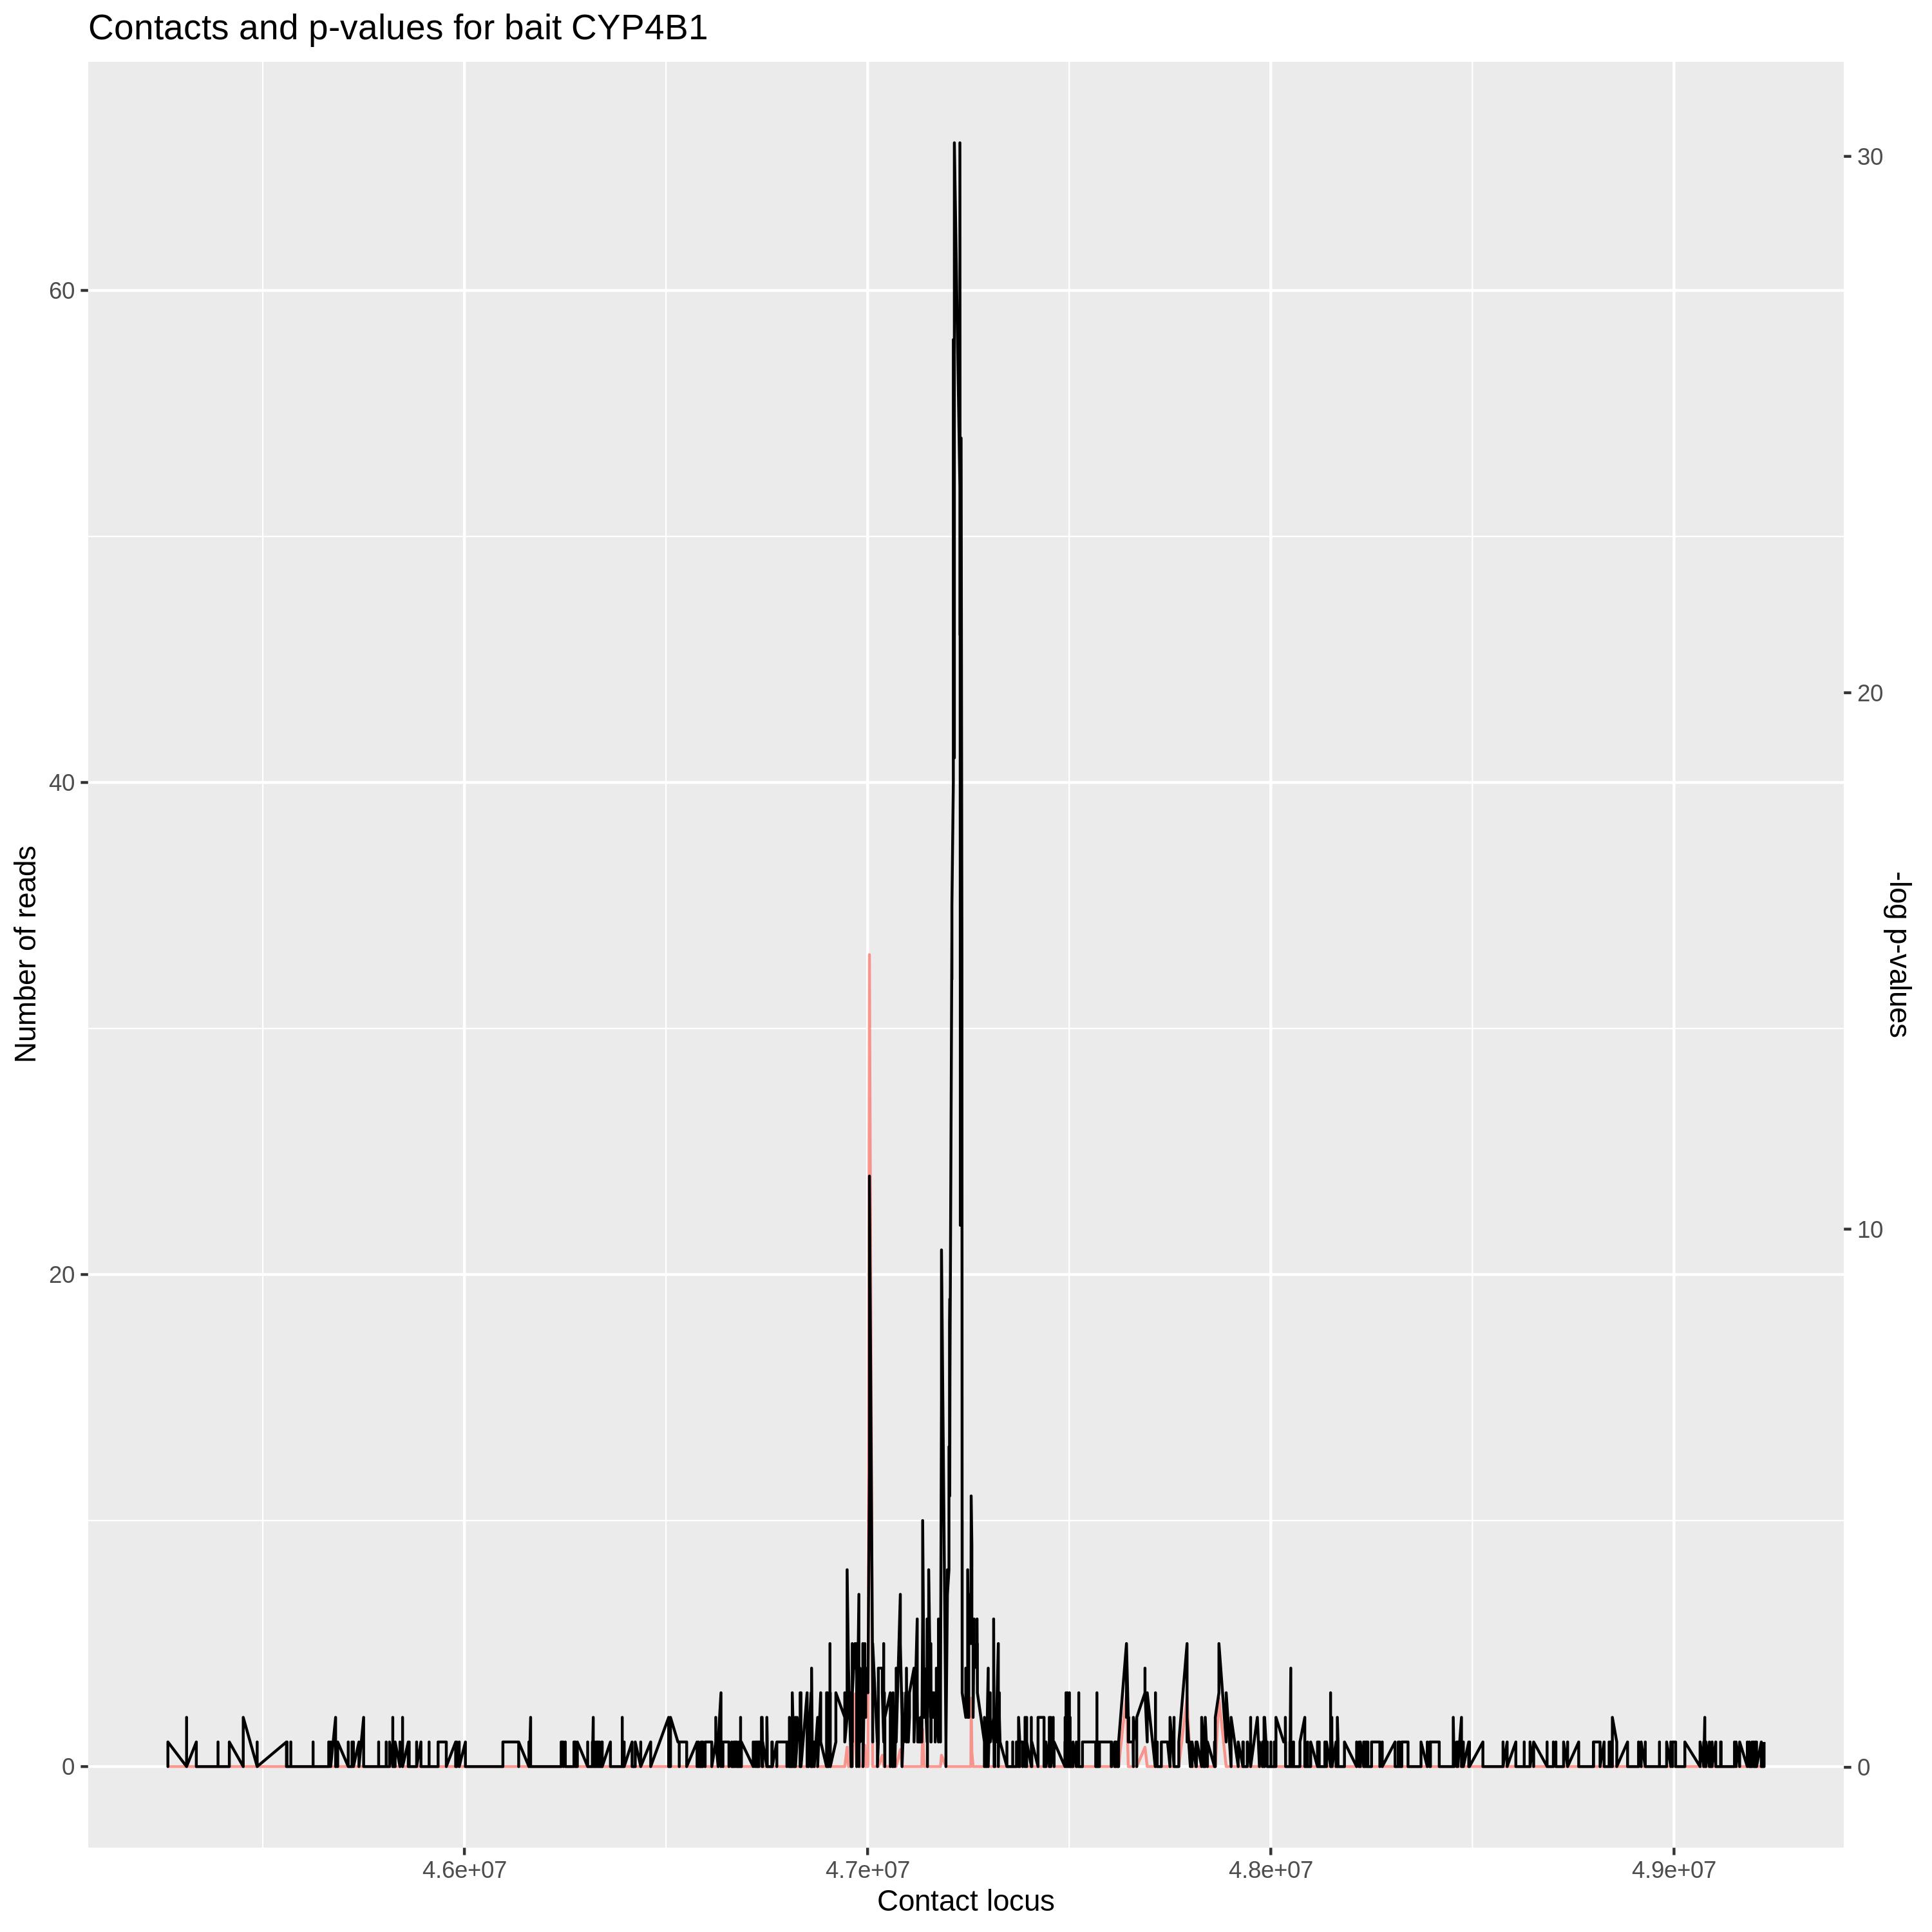 Contacts and p-values for bait CYP4B1
60
40
20
0
30
20
10
0
Number of reads
-log p-values
4.6e+07
4.7e+07
4.8e+07
4.9e+07
Contact locus